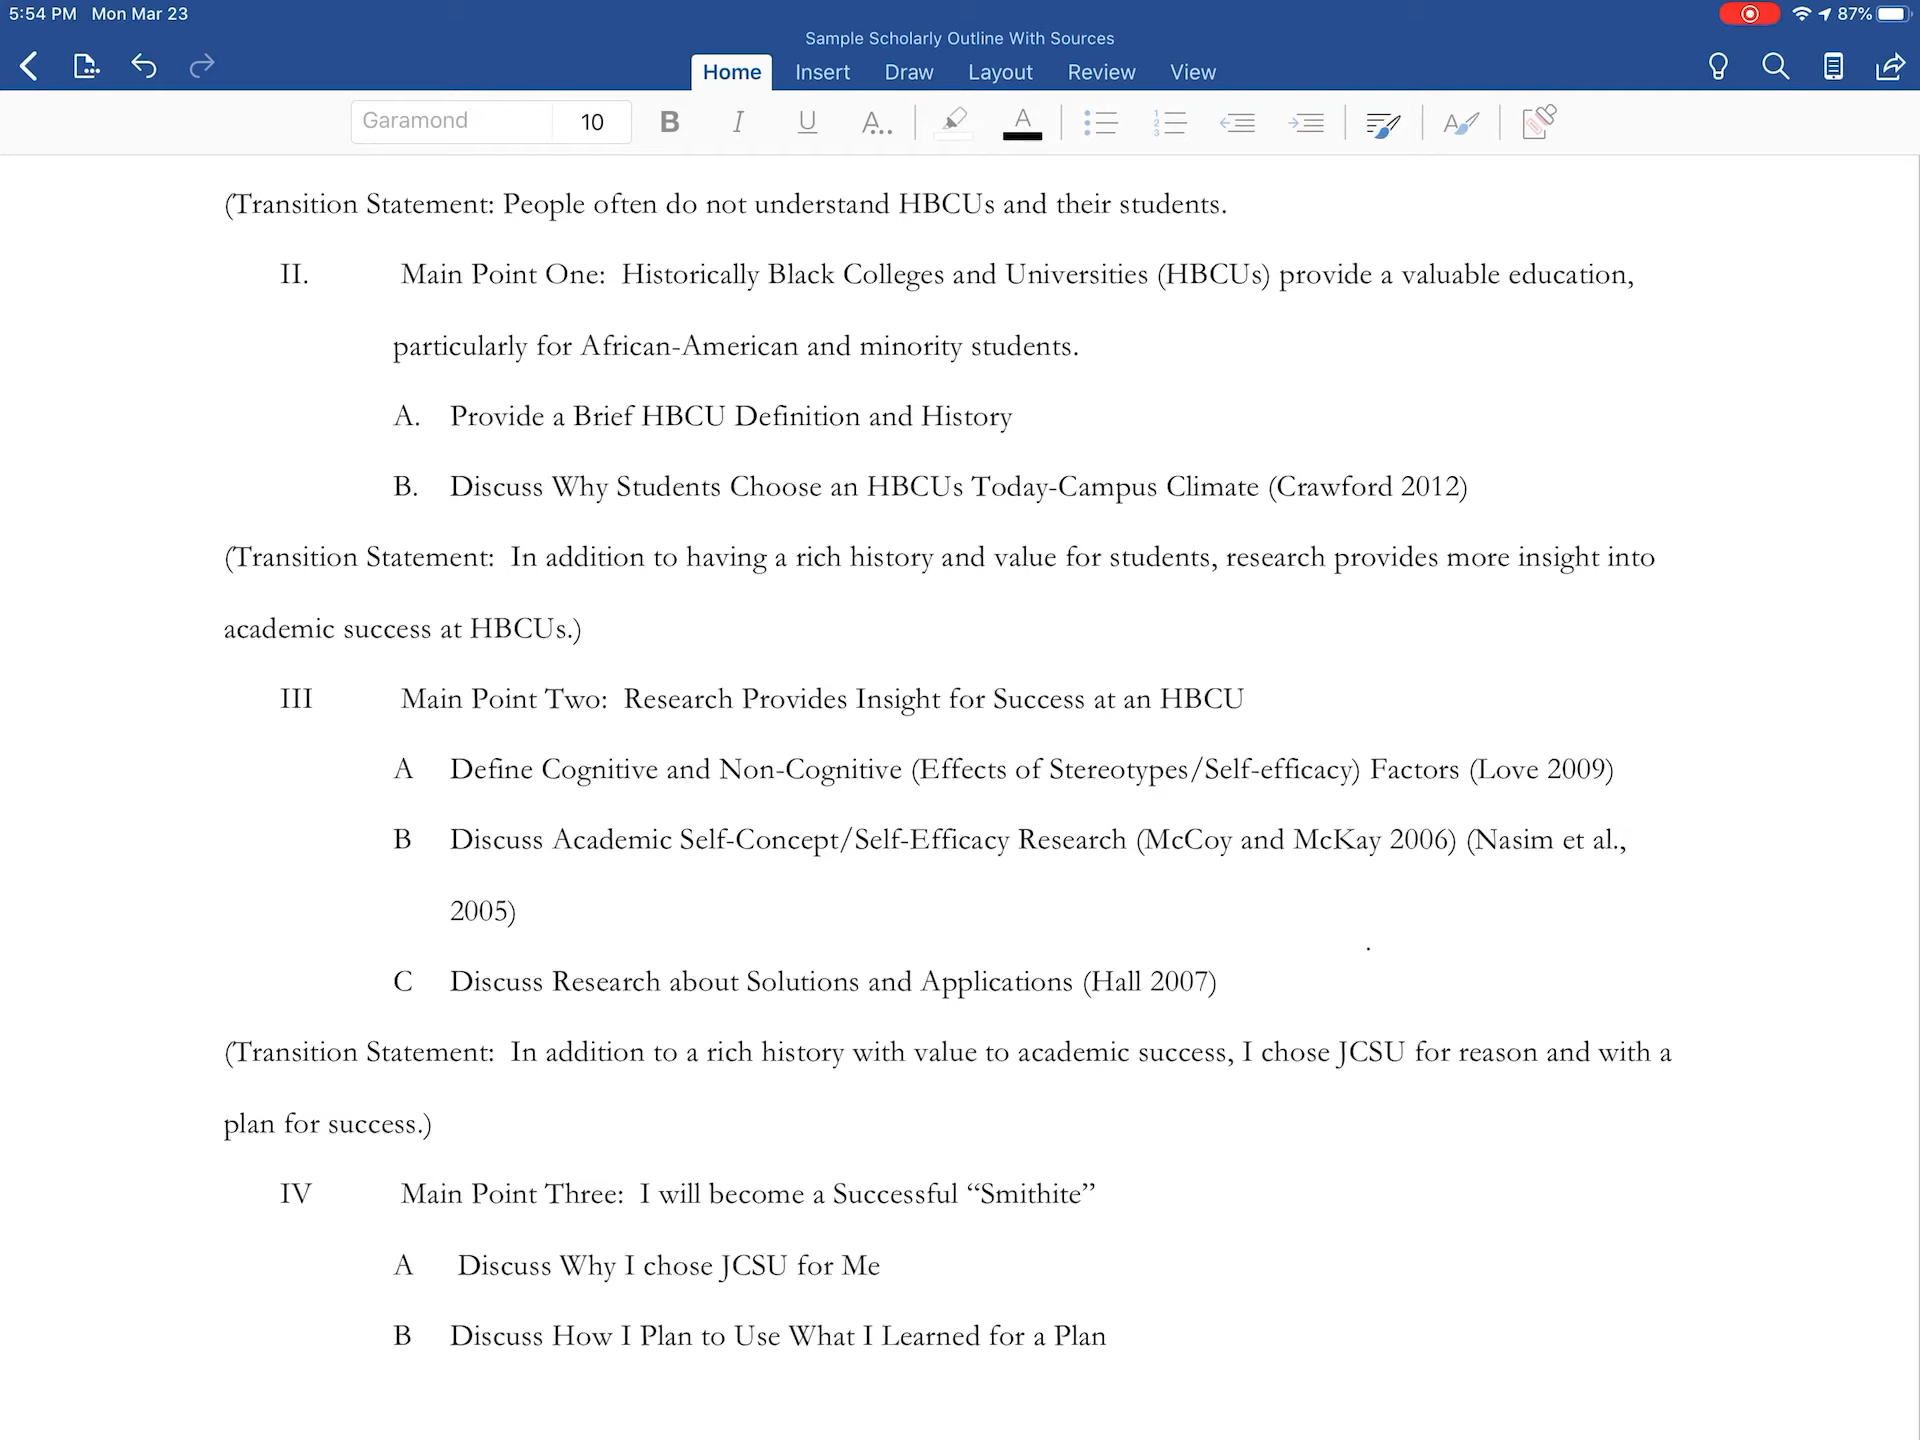 5:54 PM Mon Mar 23
87%
Sample Scholarly Outline With Sources
Home Insert Draw Layout Review View
Garamond 10 B I U A.. A
(Transition Statement: People often do not understand HBCUs and their students.
II. Main Point One: Historically Black Colleges and Universities (HBCUs) provide a valuable education,
particularly for African-American and minority students.
A. Provide a Brief HBCU Definition and History
B. Discuss Why Students Choose an HBCUs Today-Campus Climate (Crawford 2012)
(Transition Statement: In addition to having a rich history and value for students, research provides more insight into
academic success at HBCUs.)
III Main Point Two: Research Provides Insight for Success at an HBCU
A Define Cognitive and Non-Cognitive (Effects of Stereotypes/Self-efficacy) Factors (Love 2009)
B Discuss Academic Self-Concept/Self-Efficacy Research (McCoy and McKay 2006) (Nasim et al.,
2005)
C Discuss Research about Solutions and Applications (Hall 2007)
(Transition Statement: In addition to a rich history with value to academic success, I chose JCSU for reason and with a
plan for success.)
IV Main Point Three: I will become a Successful “Smithite”
A Discuss Why I chose JCSU for Me
B Discuss How I Plan to Use What I Learned for a Plan